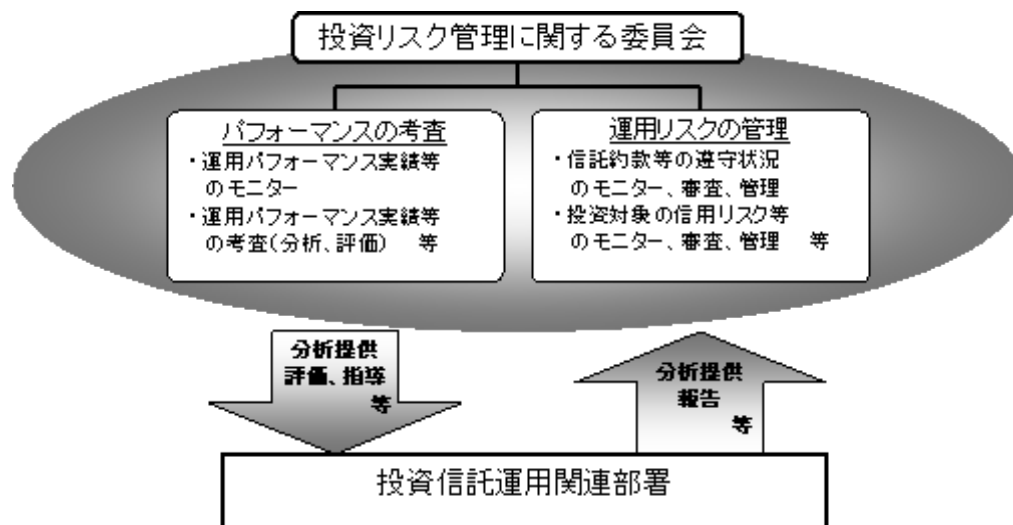 投資リスク管理に関する委員会
パフォーマンスの考査
・運用パフォーマンス実績等
のモニター
・運用パフォーマンス実績等
の考査(分析、評価) 等
運用リスクの管理
・信託約款等の遵守状況
のモニター、審査、管理
・投資対象の信用リスク等
のモニター、審査、管理 等
分析提供
評価、指導
等
分析提供
報告
等
投資信託運用関連部署